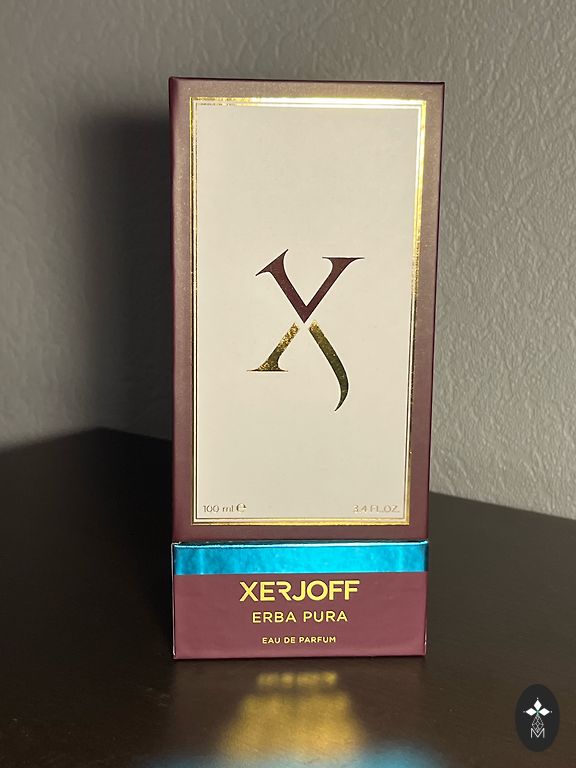 X
100 ml e
3.4 FL.OZ.
XERJOFF
ERBA PURA
EAU DE PARFUM
M